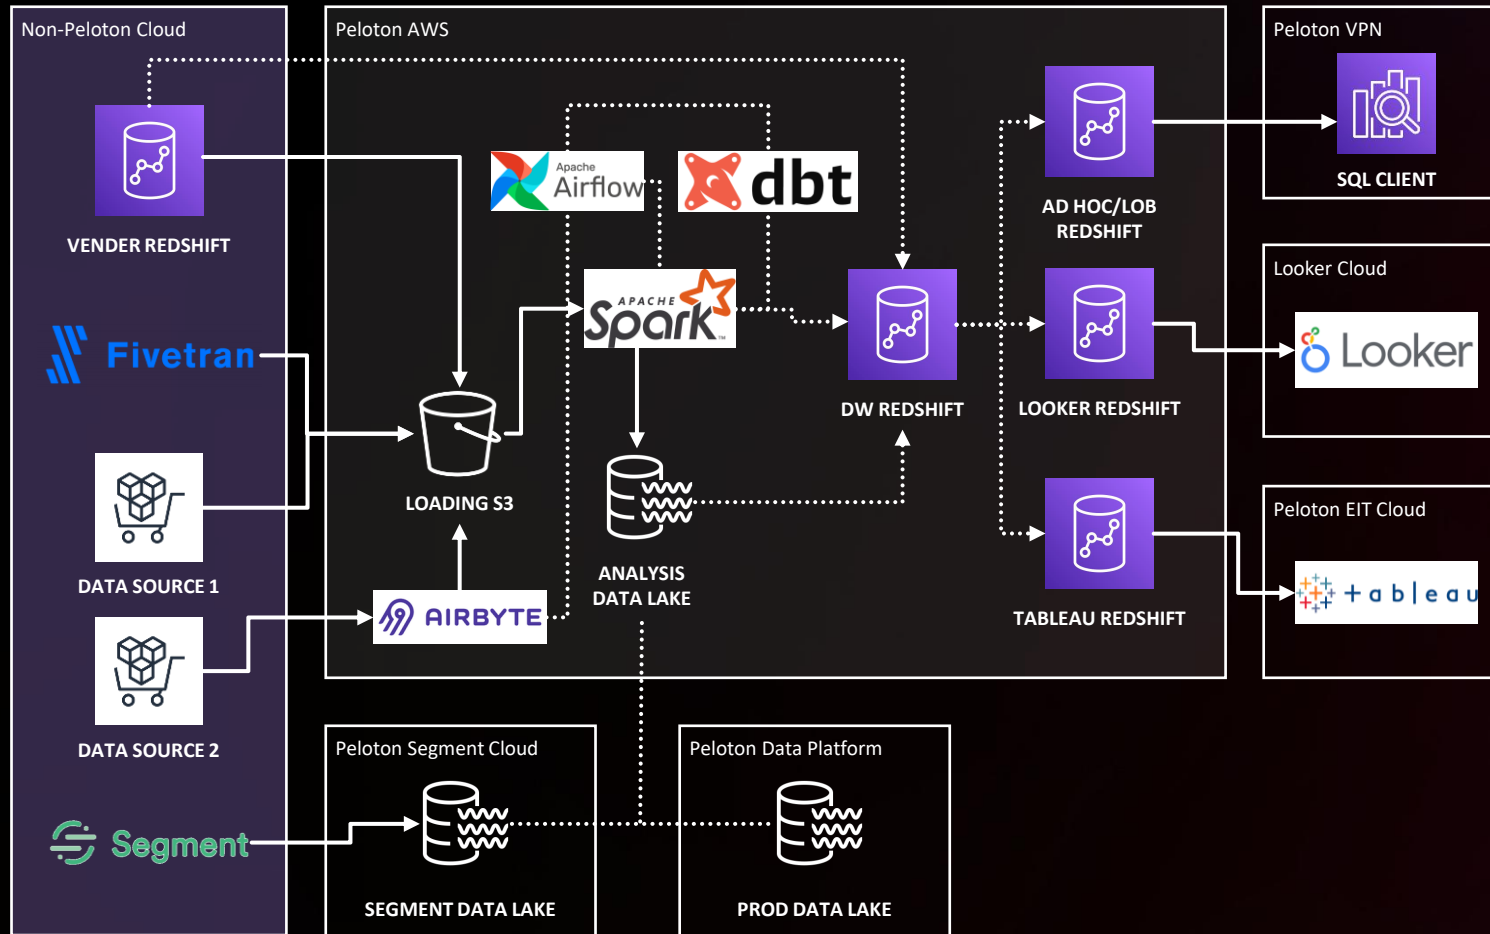 Non-Peloton Cloud
VENDER REDSHIFT
Fivetran
DATA SOURCE 1
DATA SOURCE 2
Segment
Peloton AWS
Apache
Airflow
dbt
APACHE
Spark™
LOADING S3
AIRBYTE
ANALYSIS
DATA LAKE
DW REDSHIFT
AD HOC/LOB
REDSHIFT
LOOKER REDSHIFT
TABLEAU REDSHIFT
Peloton VPN
SQL CLIENT
Looker Cloud
Looker
Peloton EIT Cloud
+ableau
Peloton Segment Cloud
SEGMENT DATA LAKE
Peloton Data Platform
PROD DATA LAKE